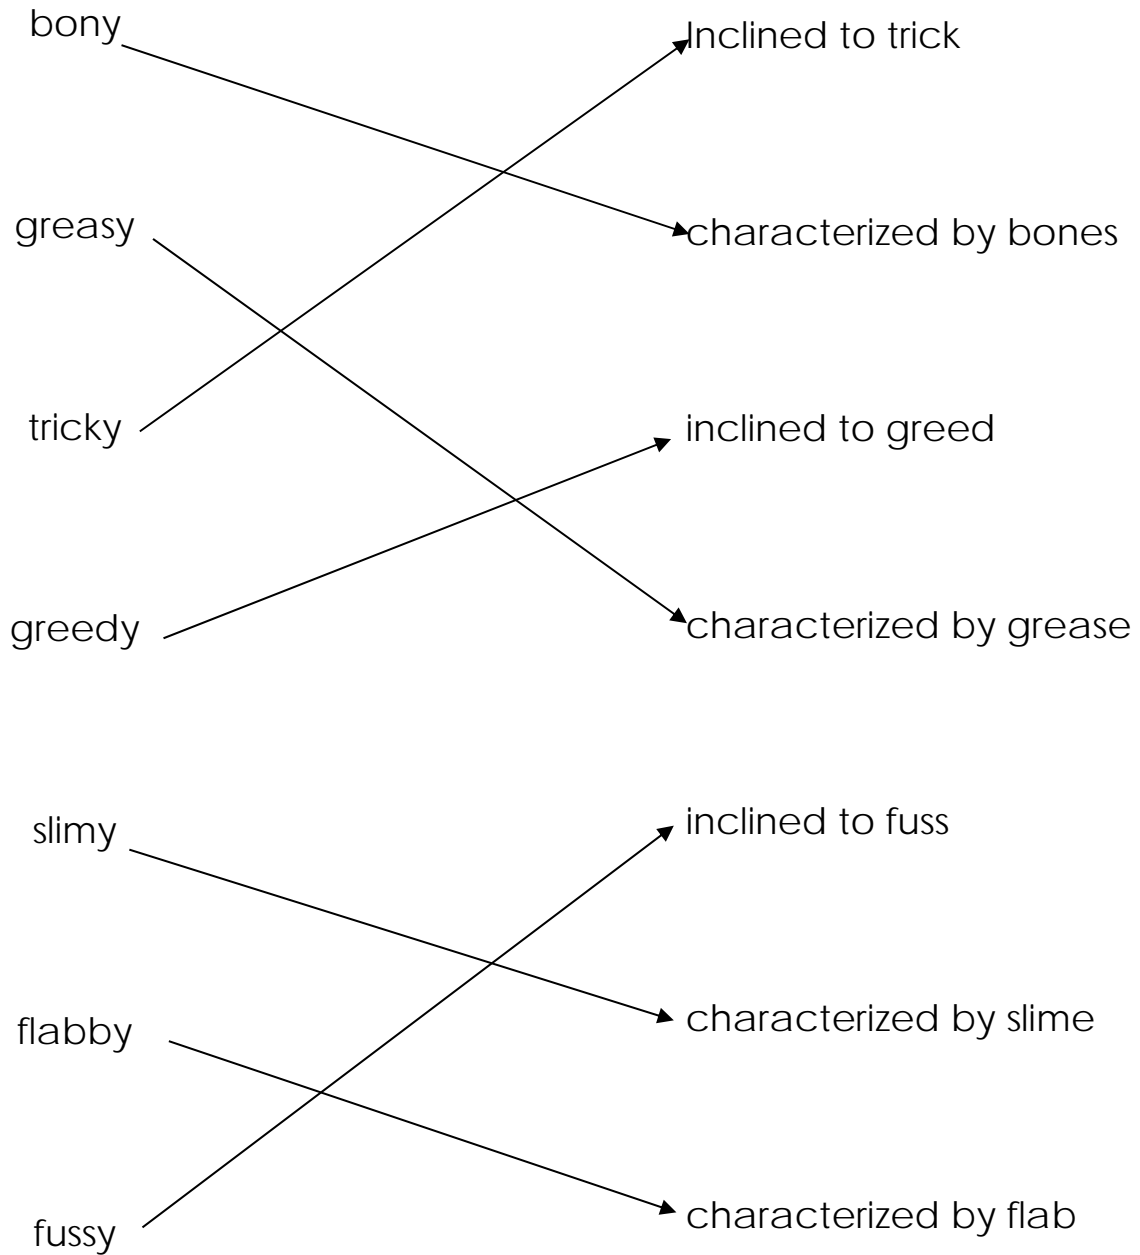 bony
Inclined to trick
greasy
characterized by bones
tricky
inclined to greed
greedy
characterized by grease
slimy
inclined to fuss
flabby
characterized by slime
fussy
characterized by flab